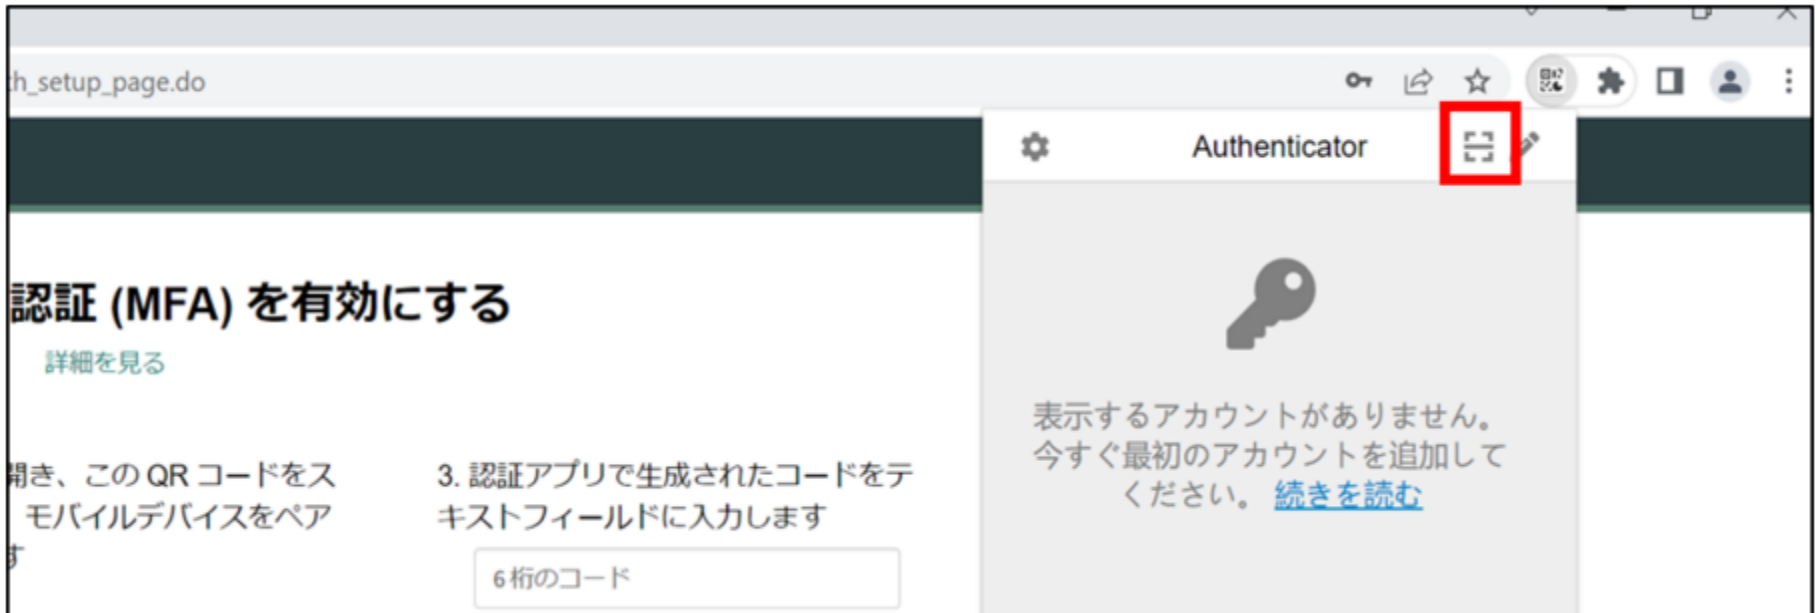 th_setup_page.do
Authenticator
認証 (MFA) を有効にする
詳細を見る
開き、この QR コードをス
モバイルデバイスをペア
す
3. 認証アプリで生成されたコードをテ
キストフィールドに入力します
6 桁のコード
表示するアカウントがありません。
今すぐ最初のアカウントを追加して
ください。 続きを読む